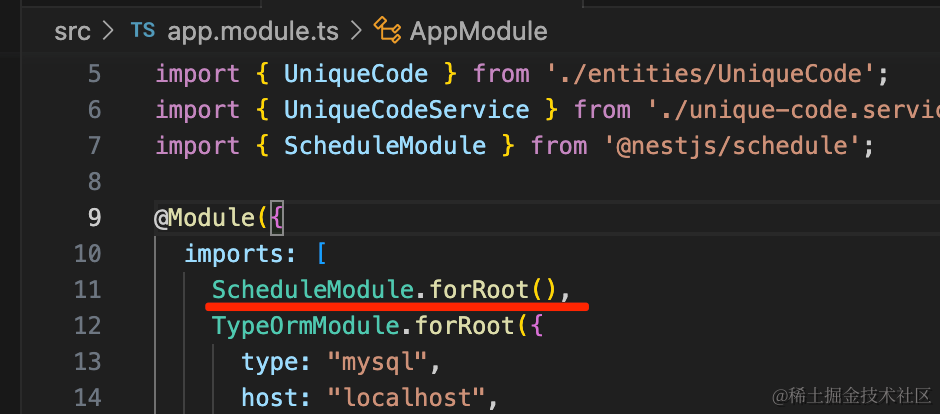 src > TS app.module.ts > AppModule
5 import { UniqueCode } from './entities/UniqueCode';
6 import { UniqueCodeService } from './unique-code.servic
7 import { ScheduleModule } from '@nestjs/schedule';
8
9 @Module({
10 imports: [
11 ScheduleModule.forRoot(),
12 TypeOrmModule.forRoot({
13 type: "mysql",
14 host: "localhost",
@稀土掘金技术社区